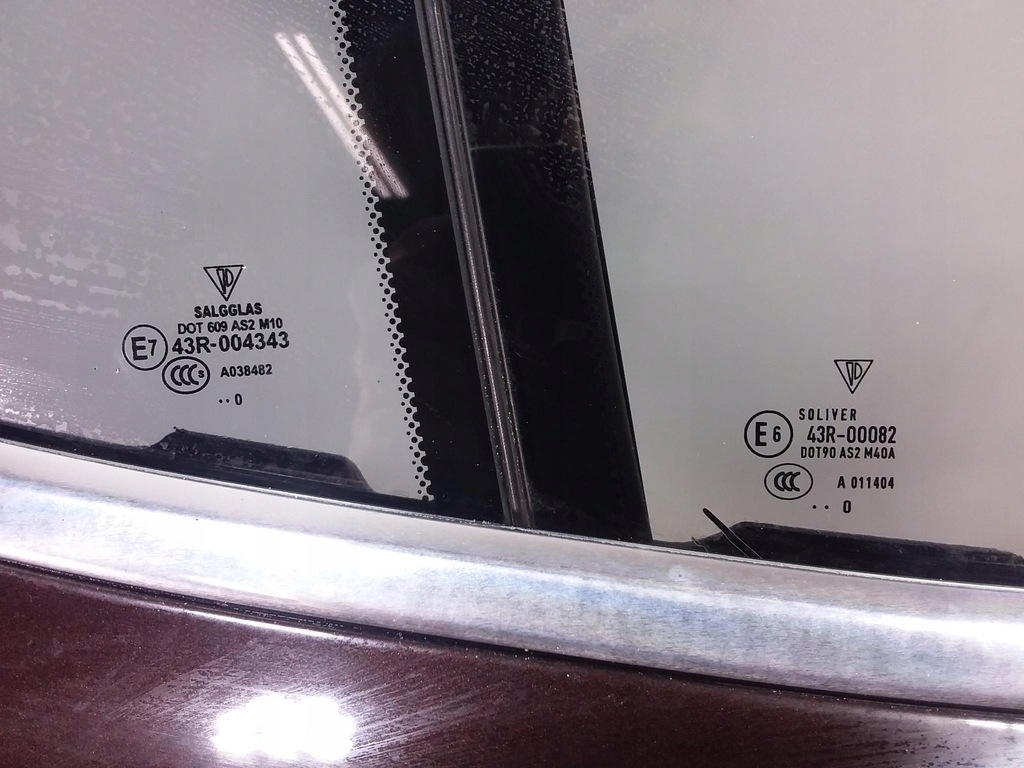 SALGGLAS
DOT 609 AS2 M10
E7 43R-004343
CCC S A038482
··0
SOLIVER
E6 43R-00082
DOT90 AS2 M40A
CCC A 011404
·· 0